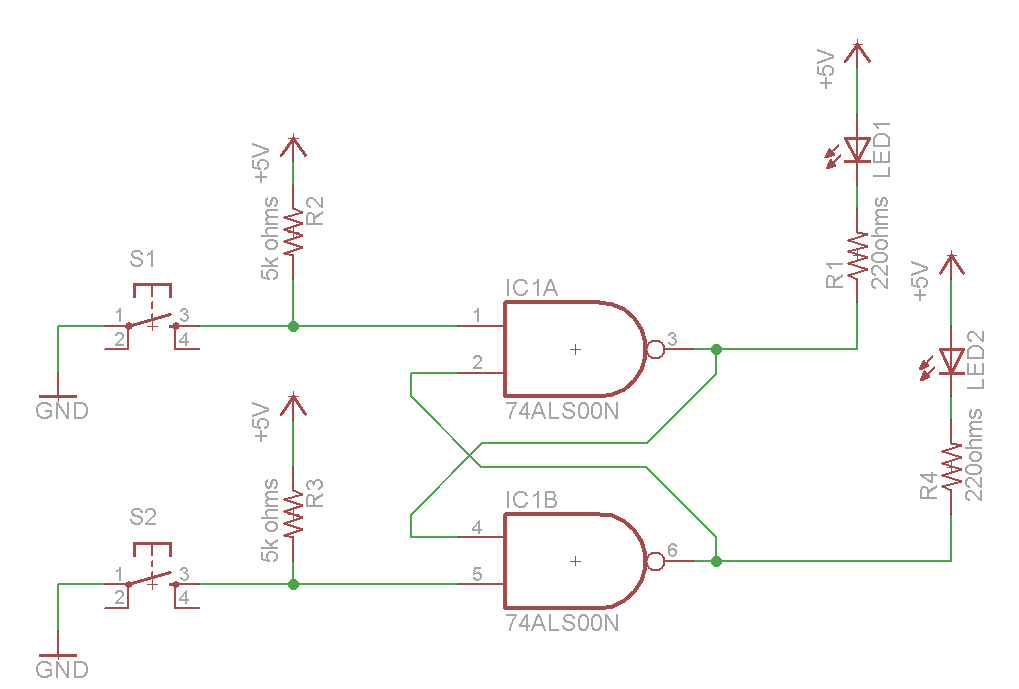 +5V
LED1
R1
220ohms
+5V
LED2
R4
220ohms
+5V
R2
5k ohms
S1
1
2
3
4
GND
IC1A
1
2
3
74ALS00N
+5V
R3
5k ohms
S2
1
2
3
4
GND
IC1B
4
5
6
74ALS00N